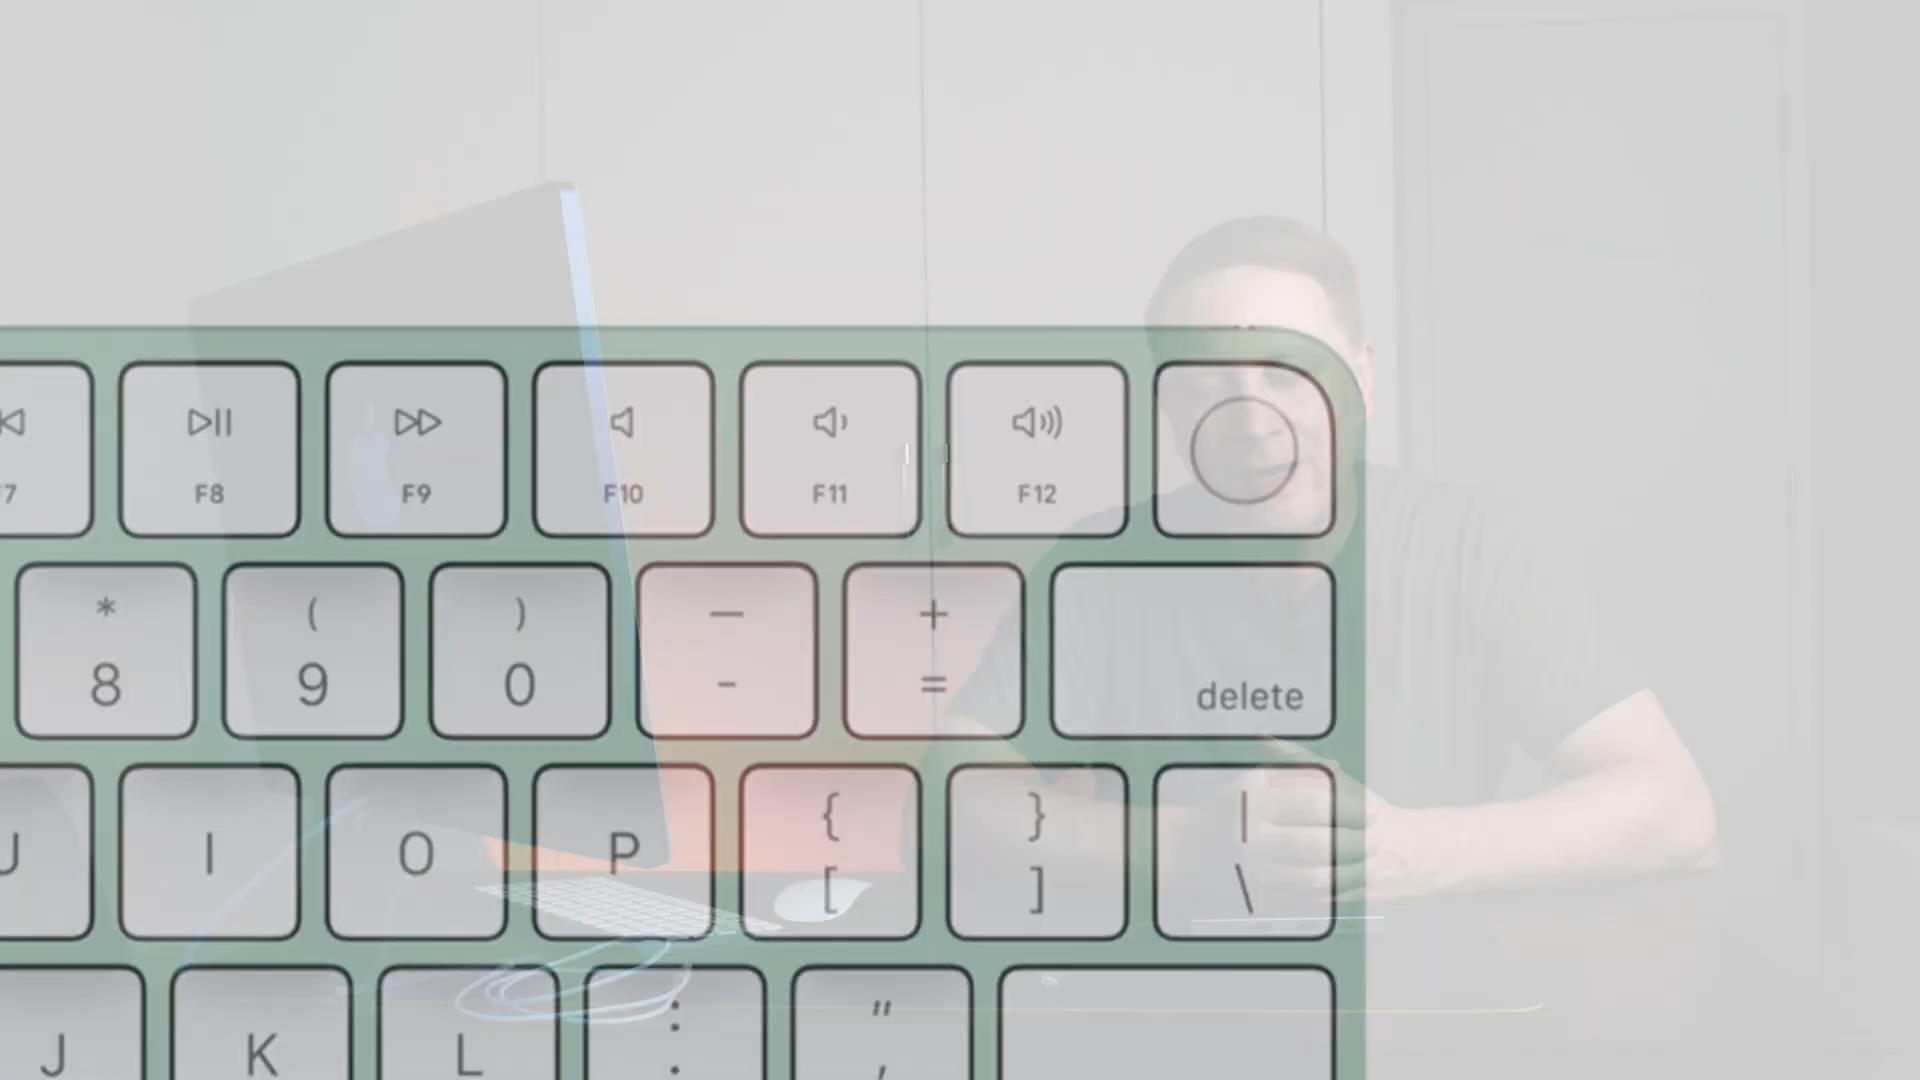 F7 F8 F9 F10 F11 F12
* ( ) — +
8 9 0 - = delete
U I O P { } |
[ ] \
J K L : "